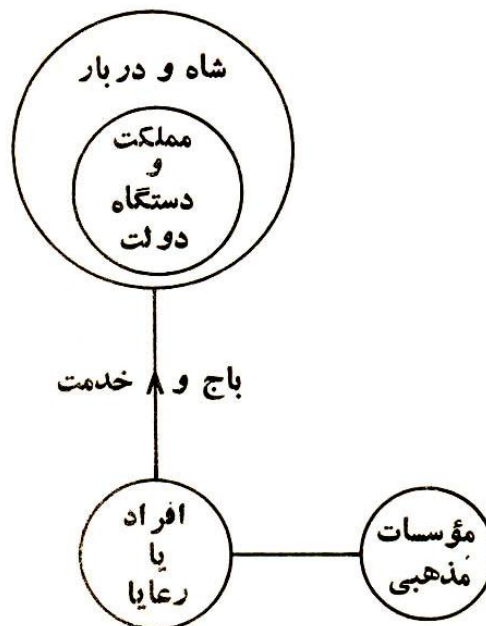 شاه و دربار
مملکت
و
دستگاه
دولت
باج و خدمت
افراد
یا
رعایا
مؤسسات
مذهبی